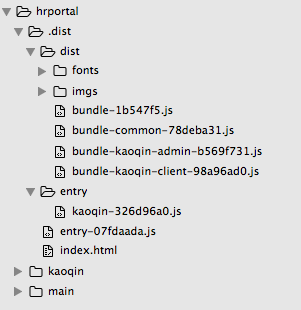 hrportal
.dist
dist
fonts
imgs
bundle-1b547f5.js
bundle-common-78deba31.js
bundle-kaoqin-admin-b569f731.js
bundle-kaoqin-client-98a96ad0.js
entry
kaoqin-326d96a0.js
entry-07fdaada.js
index.html
kaoqin
main